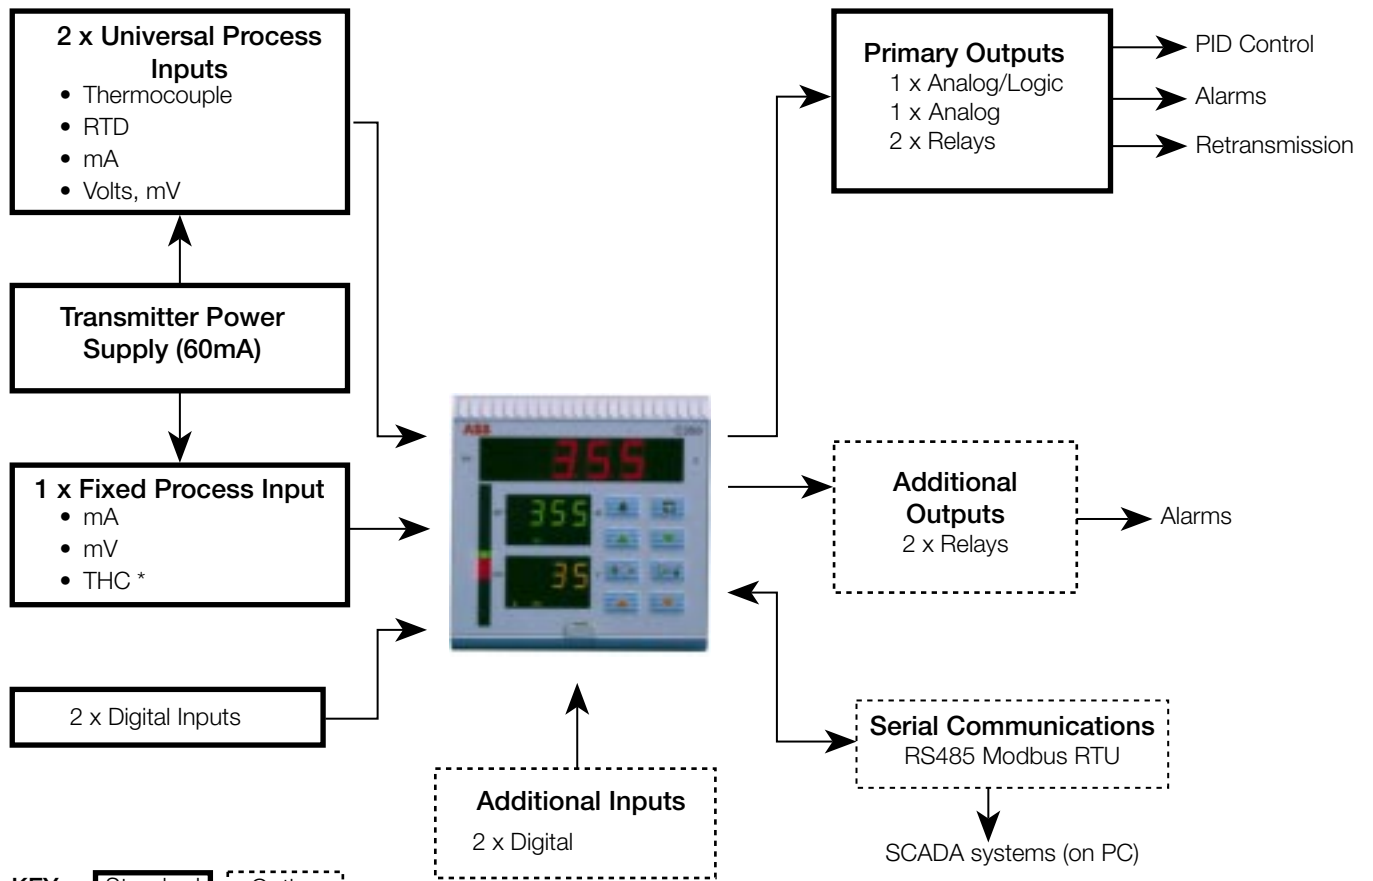 2 x Universal Process
Inputs
• Thermocouple
• RTD
• mA
• Volts, mV
Transmitter Power
Supply (60mA)
1 x Fixed Process Input
• mA
• mV
• THC *
2 x Digital Inputs
ABB
355
355
35
Additional Inputs
2 x Digital
Primary Outputs
1 x Analog/Logic
1 x Analog
2 x Relays
PID Control
Alarms
Retransmission
Additional
Outputs
2 x Relays
Alarms
Serial Communications
RS485 Modbus RTU
SCADA systems (on PC)
KEY
Standard